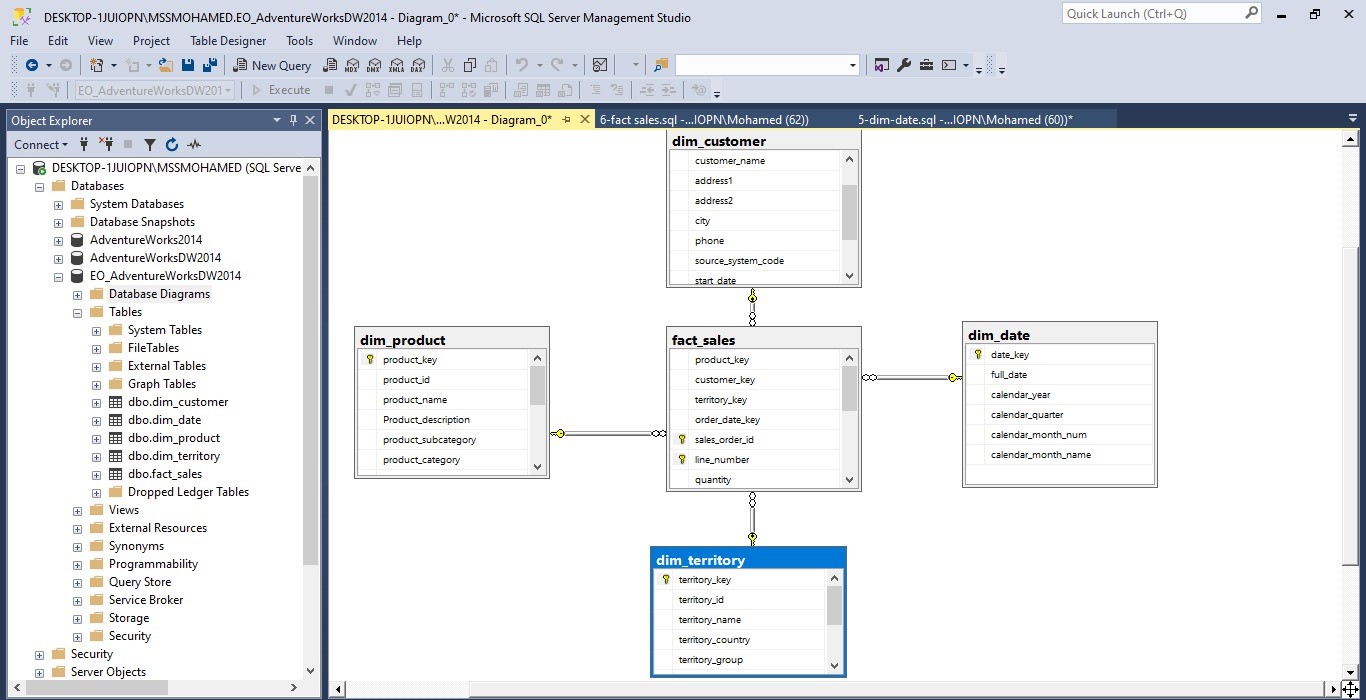 DESKTOP-1JUIOPN\MSSMOHAMED.EO_AdventureWorksDW2014 - Diagram_0* - Microsoft SQL Server Management Studio
Quick Launch (Ctrl+Q)
File Edit View Project Table Designer Tools Window Help
New Query MDX DMX XMLA DAX
EO_AdventureWorksDW201 Execute
Object Explorer
Connect
DESKTOP-1JUIOPN\MSSMOHAMED (SQL Serve
Databases
System Databases
Database Snapshots
AdventureWorks2014
AdventureWorksDW2014
EO_AdventureWorksDW2014
Database Diagrams
Tables
System Tables
FileTables
External Tables
Graph Tables
dbo.dim_customer
dbo.dim_date
dbo.dim_product
dbo.dim_territory
dbo.fact_sales
Dropped Ledger Tables
Views
External Resources
Synonyms
Programmability
Query Store
Service Broker
Storage
Security
Security
Server Objects
DESKTOP-1JUIOPN\...W2014 - Diagram_0* 6-fact sales.sql -...IOPN\Mohamed (62)) 5-dim-date.sql -...IOPN\Mohamed (60))*
dim_customer
customer_name
address1
address2
city
phone
source_system_code
start_date
dim_product
product_key
product_id
product_name
Product_description
product_subcategory
product_category
fact_sales
product_key
customer_key
territory_key
order_date_key
sales_order_id
line_number
quantity
dim_date
date_key
full_date
calendar_year
calendar_quarter
calendar_month_num
calendar_month_name
dim_territory
territory_key
territory_id
territory_name
territory_country
territory_group